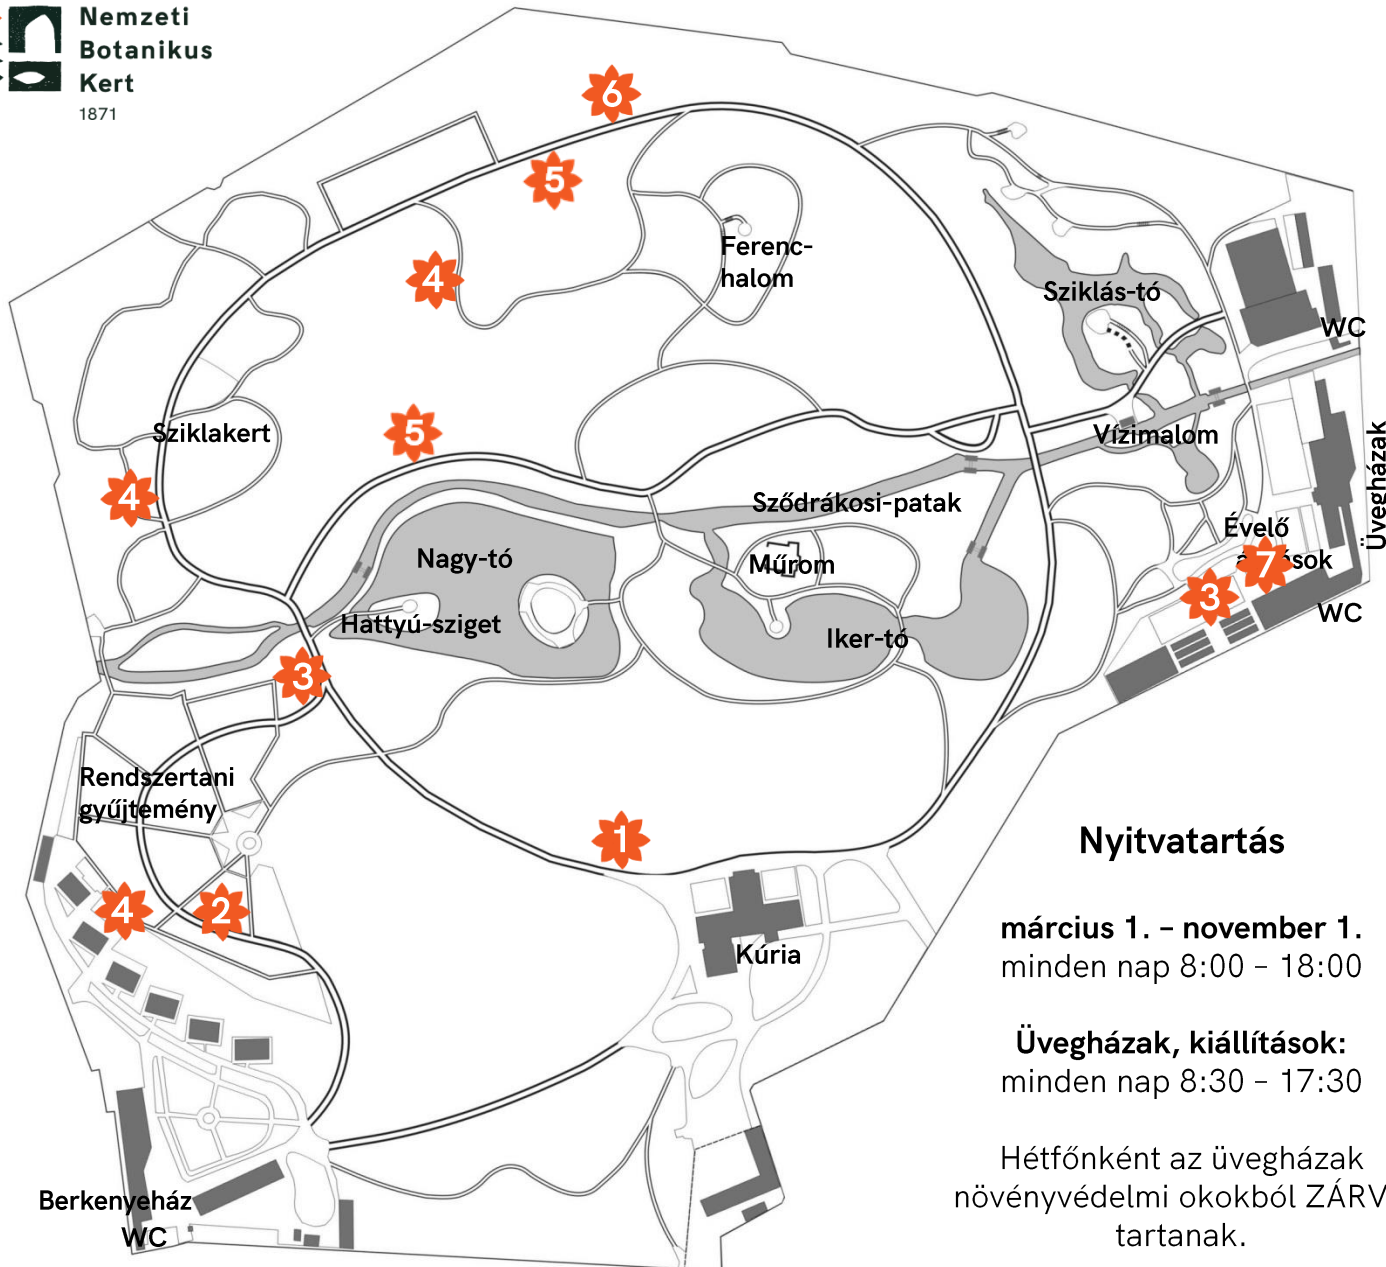 Nemzeti
Botanikus
Kert
1871
6
5
4
Ferenc-
halom
Sziklás-tó
WC
Sziklakert
5
Vízimalom
4
Üvegházak
Sződrákosi-patak
Nagy-tó
Műrom
Évelő
7
3
WC
Hattyú-sziget
Iker-tó
3
Rendszertani
gyűjtemény
1
4
2
Kúria
Berkenyeház
WC
Nyitvatartás
március 1. – november 1.
minden nap 8:00 – 18:00
Üvegházak, kiállítások:
minden nap 8:30 – 17:30
Hétfőnként az üvegházak
növényvédelmi okokból ZÁRV
tartanak.